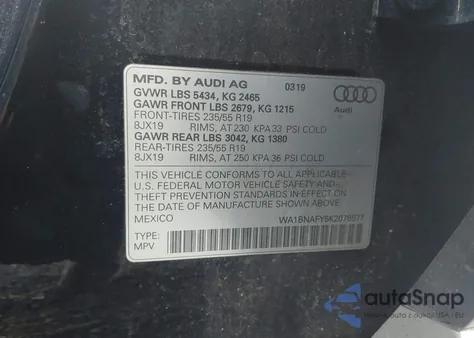 MFD. BY AUDI AG 0319
GVWR LBS 5434, KG 2465
GAWR FRONT LBS 2679, KG 1215
FRONT-TIRES 235/55 R19
8JX19 RIMS, AT 230 KPA 33 PSI COLD
GAWR REAR LBS 3042, KG 1380
REAR-TIRES 235/55 R19
8JX19 RIMS, AT 250 KPA 36 PSI COLD
THIS VEHICLE CONFORMS TO ALL APPLICABLE
U.S. FEDERAL MOTOR VEHICLE SAFETY AND
THEFT PREVENTION STANDARDS IN EFFECT ON
THE DATE OF MANUFACTURE SHOWN ABOVE.
MEXICO WA1BNAFY5K2076577
TYPE:
MPV
autoSnap